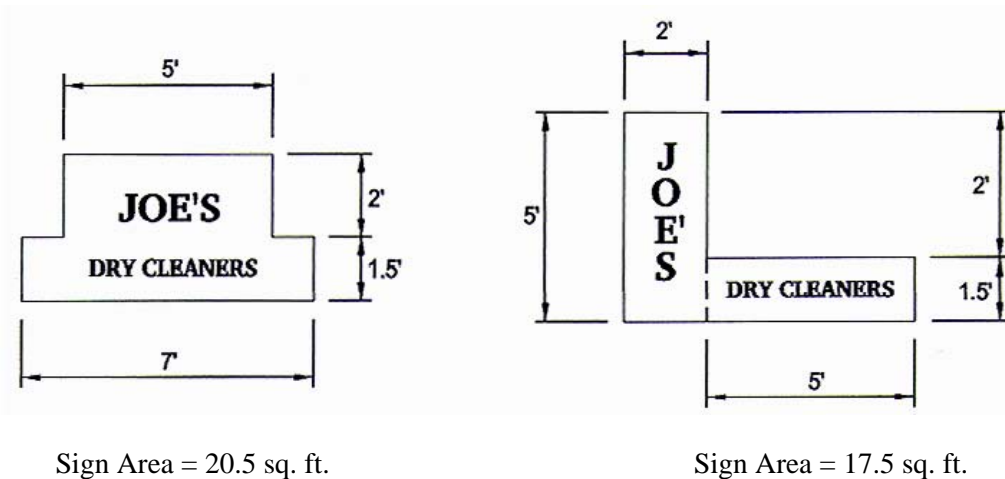 5'
JOE'S
DRY CLEANERS
2'
1.5'
7'
Sign Area = 20.5 sq. ft.
2'
5'
J
O
E'
S
DRY CLEANERS
2'
1.5'
5'
Sign Area = 17.5 sq. ft.